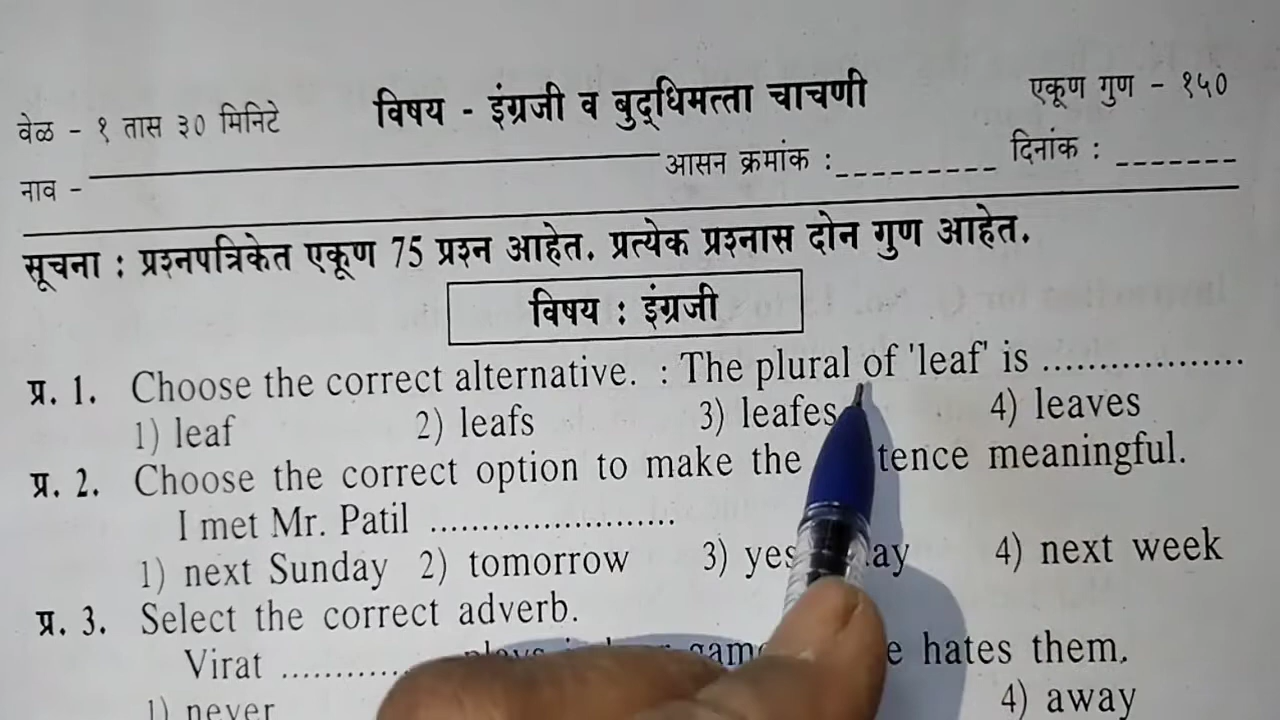 विषय - इंग्रजी व बुद्धिमत्ता चाचणी
एकूण गुण - १५०
वेळ - १ तास ३० मिनिटे
नाव -
आसन क्रमांक :
दिनांक :
सूचना : प्रश्नपत्रिकेत एकूण 75 प्रश्न आहेत. प्रत्येक प्रश्नास दोन गुण आहेत.
विषय : इंग्रजी
प्र. 1. Choose the correct alternative. : The plural of 'leaf' is ...................
1) leaf 2) leafs 3) leafes 4) leaves
प्र. 2. Choose the correct option to make the meaningful.
I met Mr. Patil ........................
1) next Sunday 2) tomorrow 3) 4) next week
प्र. 3. Select the correct adverb.
Virat ............. hates them.
1) never 4) away